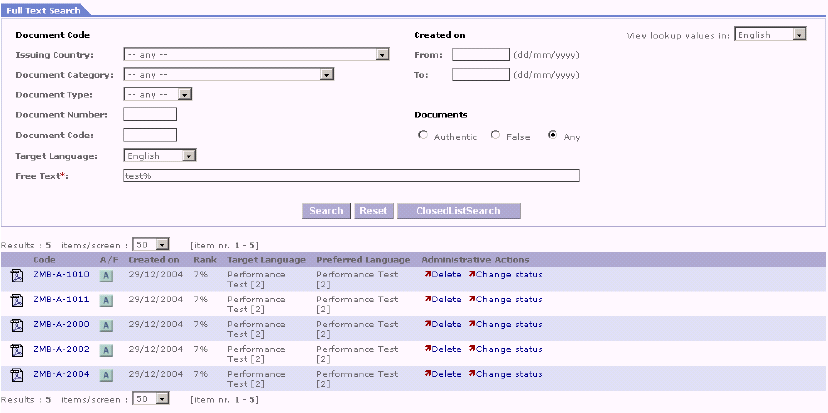 Full Text Search
Document Code
Created on
View lookup values in: English
Issuing Country: -- any --
From: (dd/mm/yyyy)
Document Category: -- any --
To: (dd/mm/yyyy)
Document Type: -- any --
Document Number:
Documents
Document Code:
Authentic False Any
Target Language: English
Free Text*: test%
Search Reset ClosedListSearch
Results : 5 items/screen : 50 [item nr. 1 - 5]
Code A/F Created on Rank Target Language Preferred Language Administrative Actions
ZMB-A-1010 A 29/12/2004 7% Performance Performance Test Delete Change status
Test [2] [2]
ZMB-A-1011 A 29/12/2004 7% Performance Performance Test Delete Change status
Test [2] [2]
ZMB-A-2000 A 29/12/2004 7% Performance Performance Test Delete Change status
Test [2] [2]
ZMB-A-2002 A 29/12/2004 7% Performance Performance Test Delete Change status
Test [2] [2]
ZMB-A-2004 A 29/12/2004 7% Performance Performance Test Delete Change status
Test [2] [2]
Results : 5 items/screen : 50 [item nr. 1 - 5]